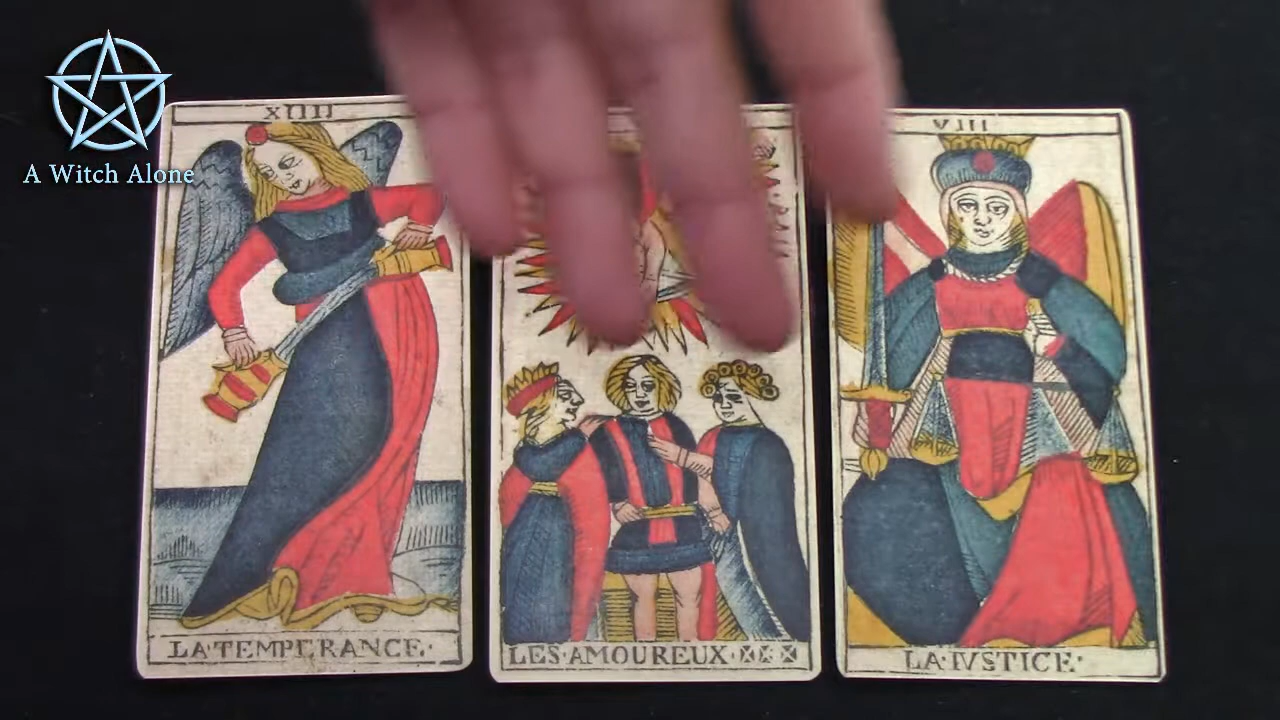 A Witch Alone
XIIII
VIII
LA·TEMPERANCE·
LES·AMOUREUX·
LA·IVSTICE·